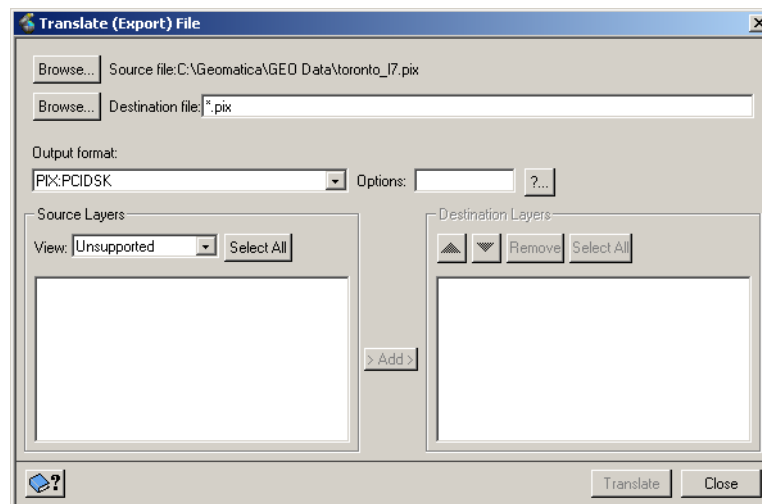 Translate (Export) File
Browse... Source file:C:\Geomatica\GEO Data\toronto_l7.pix
Browse... Destination file: *.pix
Output format:
PIX:PCIDSK Options: ?...
Source Layers
View: Unsupported Select All
Destination Layers
Remove Select All
> Add >
? Translate Close